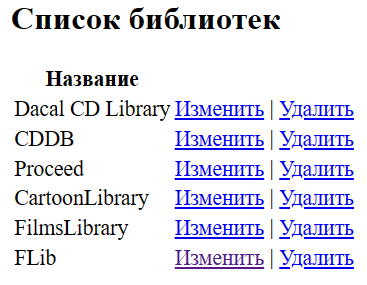 Список библиотек
Название
Dacal CD Library Изменить | Удалить
CDDB Изменить | Удалить
Proceed Изменить | Удалить
CartoonLibrary Изменить | Удалить
FilmsLibrary Изменить | Удалить
FLib Изменить | Удалить